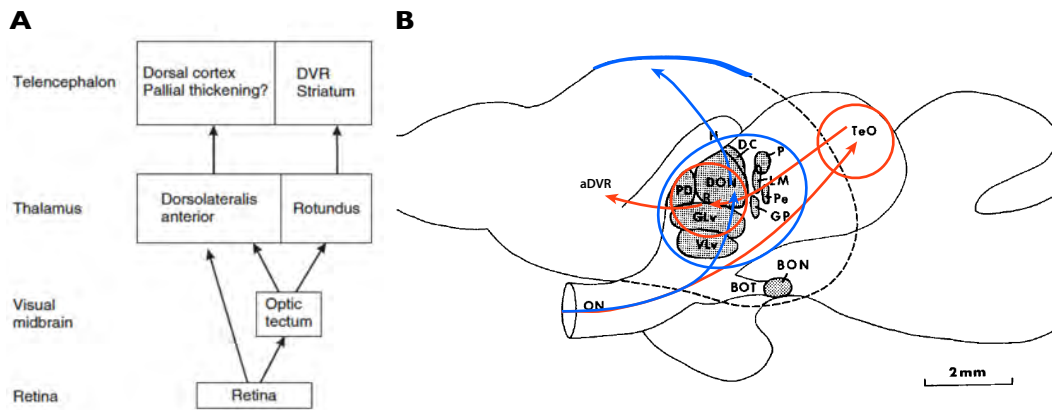 A
Telencephalon
Dorsal cortex
Pallial thickening?
DVR
Striatum
Thalamus
Dorsolateralis
anterior
Rotundus
Visual
midbrain
Optic
tectum
Retina
Retina
B
TeO
H
DC
P
aDVR
PD
DON
LM
R
Pe
GLv
GP
VLv
BON
BOT
ON
2mm